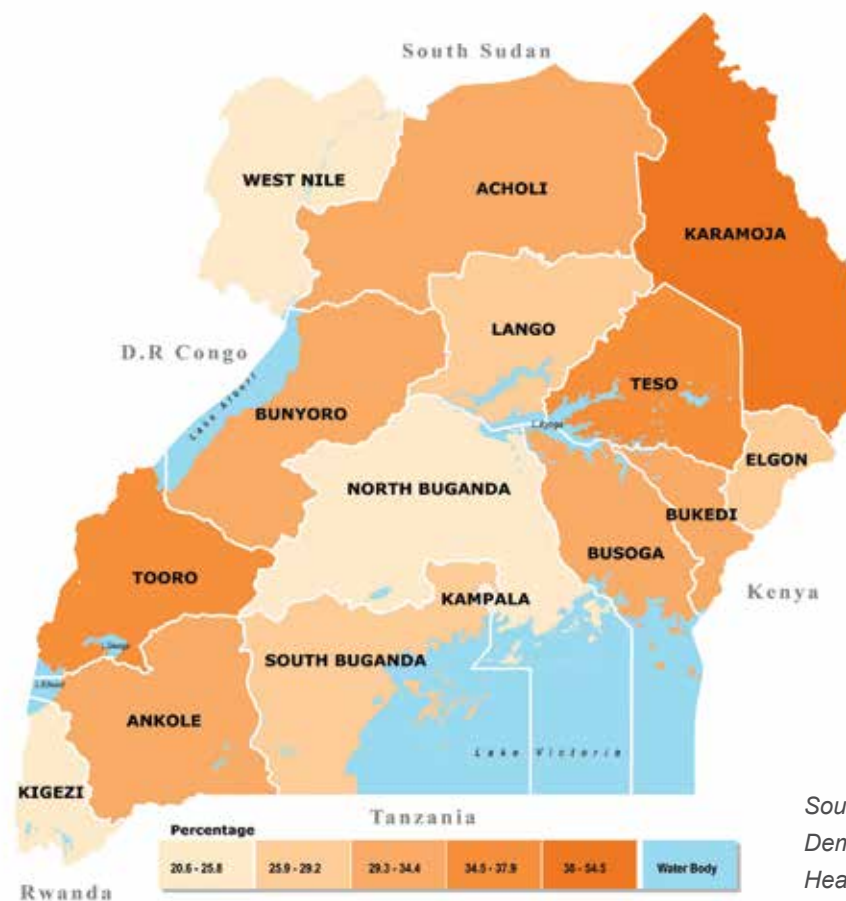 South Sudan
WEST NILE
ACHOLI
KARAMOJA
LANGO
D.R Congo
Lake Albert
TESO
BUNYORO
L.Kyoga
ELGON
NORTH BUGANDA
BUKEDI
BUSOGA
TOORO
KAMPALA
Kenya
SOUTH BUGANDA
ANKOLE
Lake Victoria
KIGEZI
Sou
Dem
Hea
Tanzania
Percentage
20.6 - 25.8
25.9 - 29.2
29.3 - 34.4
34.5 - 37.9
38 - 54.5
Water Body
Rwanda